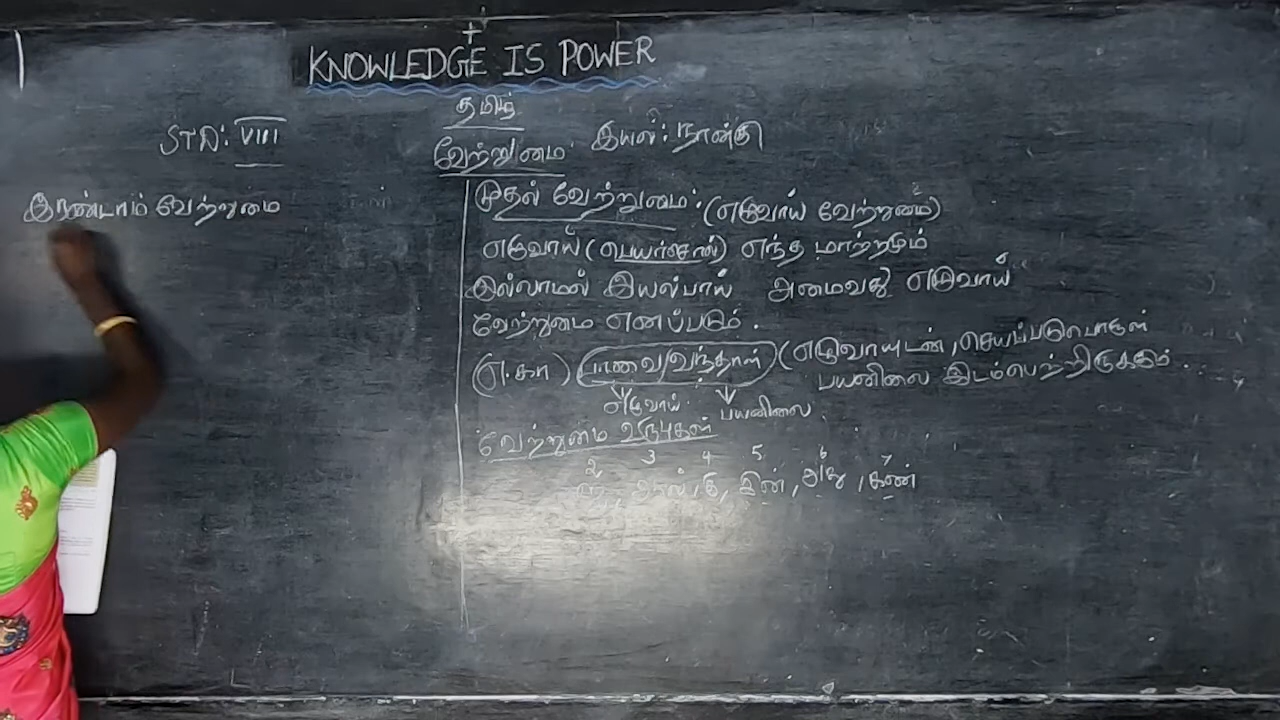 KNOWLEDGE IS POWER
தமிழ்
STD: VIII
வேற்றுமை இயல்: நான்கு
இரண்டாம் வேற்றுமை
முதல் வேற்றுமை: (எழுவாய் வேற்றுமை)
எழுவாய் (பெயர்சொல்) எந்த மாற்றமும்
இல்லாமல் இயல்பாய் அமைவது எழுவாய்
வேற்றுமை எனப்படும்.
(எ.கா) பாவை/வந்தாள் (எழுவாயுடன், செயப்படுபொருள்
பயனிலை இடம்பெற்றிருக்கும்.
எழுவாய். பயனிலை.
வேற்றுமை உருபுகள்
2 3 4 5 6 7
ஐ, ஆல், கு, இன், அது, கண்